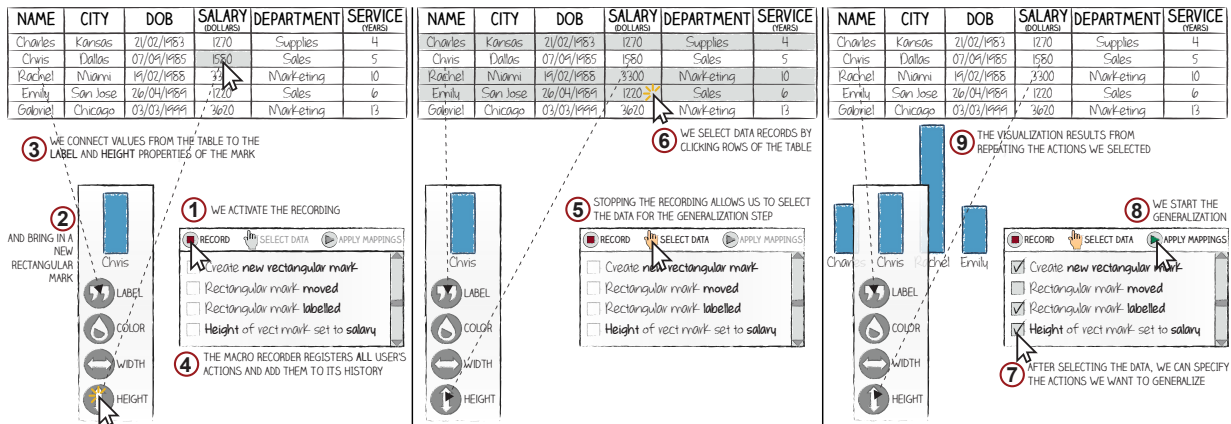 NAME CITY DOB SALARY (DOLLARS) DEPARTMENT SERVICE (YEARS)
Charles Kansas 21/02/1983 1270 Supplies 4
Chris Dallas 07/09/1985 1580 Sales 5
Rachel Miami 19/02/1988 3300 Marketing 10
Emily San Jose 26/04/1989 1220 Sales 6
Gabriel Chicago 03/03/1999 3620 Marketing 13
3 WE CONNECT VALUES FROM THE TABLE TO THE
LABEL AND HEIGHT PROPERTIES OF THE MARK
2
AND BRING IN A
NEW
RECTANGULAR
MARK
Chris
LABEL
COLOR
WIDTH
HEIGHT
1 WE ACTIVATE THE RECORDING
RECORD SELECT DATA APPLY MAPPINGS
Create new rectangular mark
Rectangular mark moved
Rectangular mark labelled
Height of rect mark set to salary
4 THE MACRO RECORDER REGISTERS ALL USER'S
ACTIONS AND ADD THEM TO ITS HISTORY
NAME CITY DOB SALARY (DOLLARS) DEPARTMENT SERVICE (YEARS)
Charles Kansas 21/02/1983 1270 Supplies 4
Chris Dallas 07/09/1985 1580 Sales 5
Rachel Miami 19/02/1988 3300 Marketing 10
Emily San Jose 26/04/1989 1220 Sales 6
Gabriel Chicago 03/03/1999 3620 Marketing 13
6 WE SELECT DATA RECORDS BY
CLICKING ROWS OF THE TABLE
Chris
LABEL
COLOR
WIDTH
HEIGHT
5 STOPPING THE RECORDING ALLOWS US TO SELECT
THE DATA FOR THE GENERALIZATION STEP
RECORD SELECT DATA APPLY MAPPINGS
Create new rectangular mark
Rectangular mark moved
Rectangular mark labelled
Height of rect mark set to salary
NAME CITY DOB SALARY (DOLLARS) DEPARTMENT SERVICE (YEARS)
Charles Kansas 21/02/1983 1270 Supplies 4
Chris Dallas 07/09/1985 1580 Sales 5
Rachel Miami 19/02/1988 3300 Marketing 10
Emily San Jose 26/04/1989 1220 Sales 6
Gabriel Chicago 03/03/1999 3620 Marketing 13
9 THE VISUALIZATION RESULTS FROM
REPEATING THE ACTIONS WE SELECTED
Charles Chris Rachel Emily
LABEL
COLOR
WIDTH
HEIGHT
8 WE START THE
GENERALIZATION
RECORD SELECT DATA APPLY MAPPINGS
Create new rectangular mark
Rectangular mark moved
Rectangular mark labelled
Height of rect mark set to salary
7 AFTER SELECTING THE DATA, WE CAN SPECIFY
THE ACTIONS WE WANT TO GENERALIZE